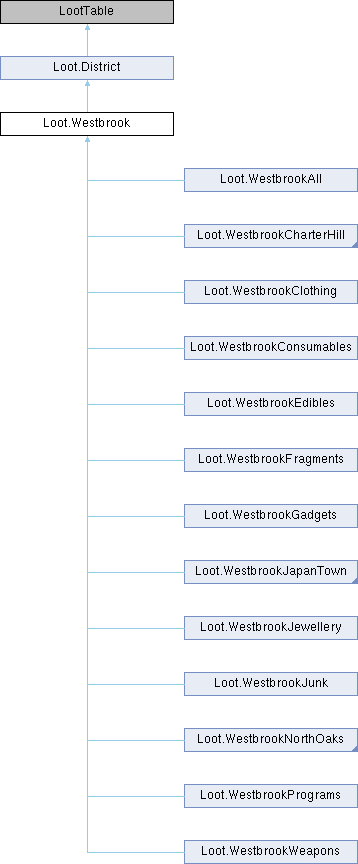 LootTable
Loot.District
Loot.Westbrook
Loot.WestbrookAll
Loot.WestbrookCharterHill
Loot.WestbrookClothing
Loot.WestbrookConsumables
Loot.WestbrookEdibles
Loot.WestbrookFragments
Loot.WestbrookGadgets
Loot.WestbrookJapanTown
Loot.WestbrookJewellery
Loot.WestbrookJunk
Loot.WestbrookNorthOaks
Loot.WestbrookPrograms
Loot.WestbrookWeapons